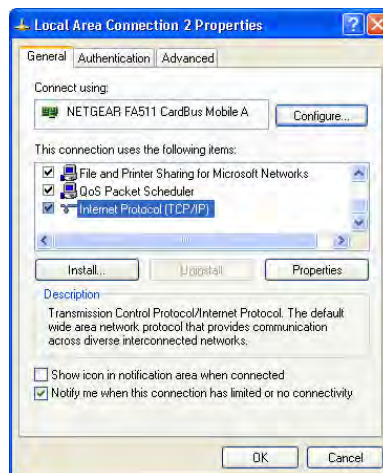 Local Area Connection 2 Properties
General Authentication Advanced
Connect using:
NETGEAR FA511 CardBus Mobile A
Configure...
This connection uses the following items:
File and Printer Sharing for Microsoft Networks
QoS Packet Scheduler
Internet Protocol (TCP/IP)
Install... Uninstall Properties
Description
Transmission Control Protocol/Internet Protocol. The default
wide area network protocol that provides communication
across diverse interconnected networks.
Show icon in notification area when connected
Notify me when this connection has limited or no connectivity
OK Cancel